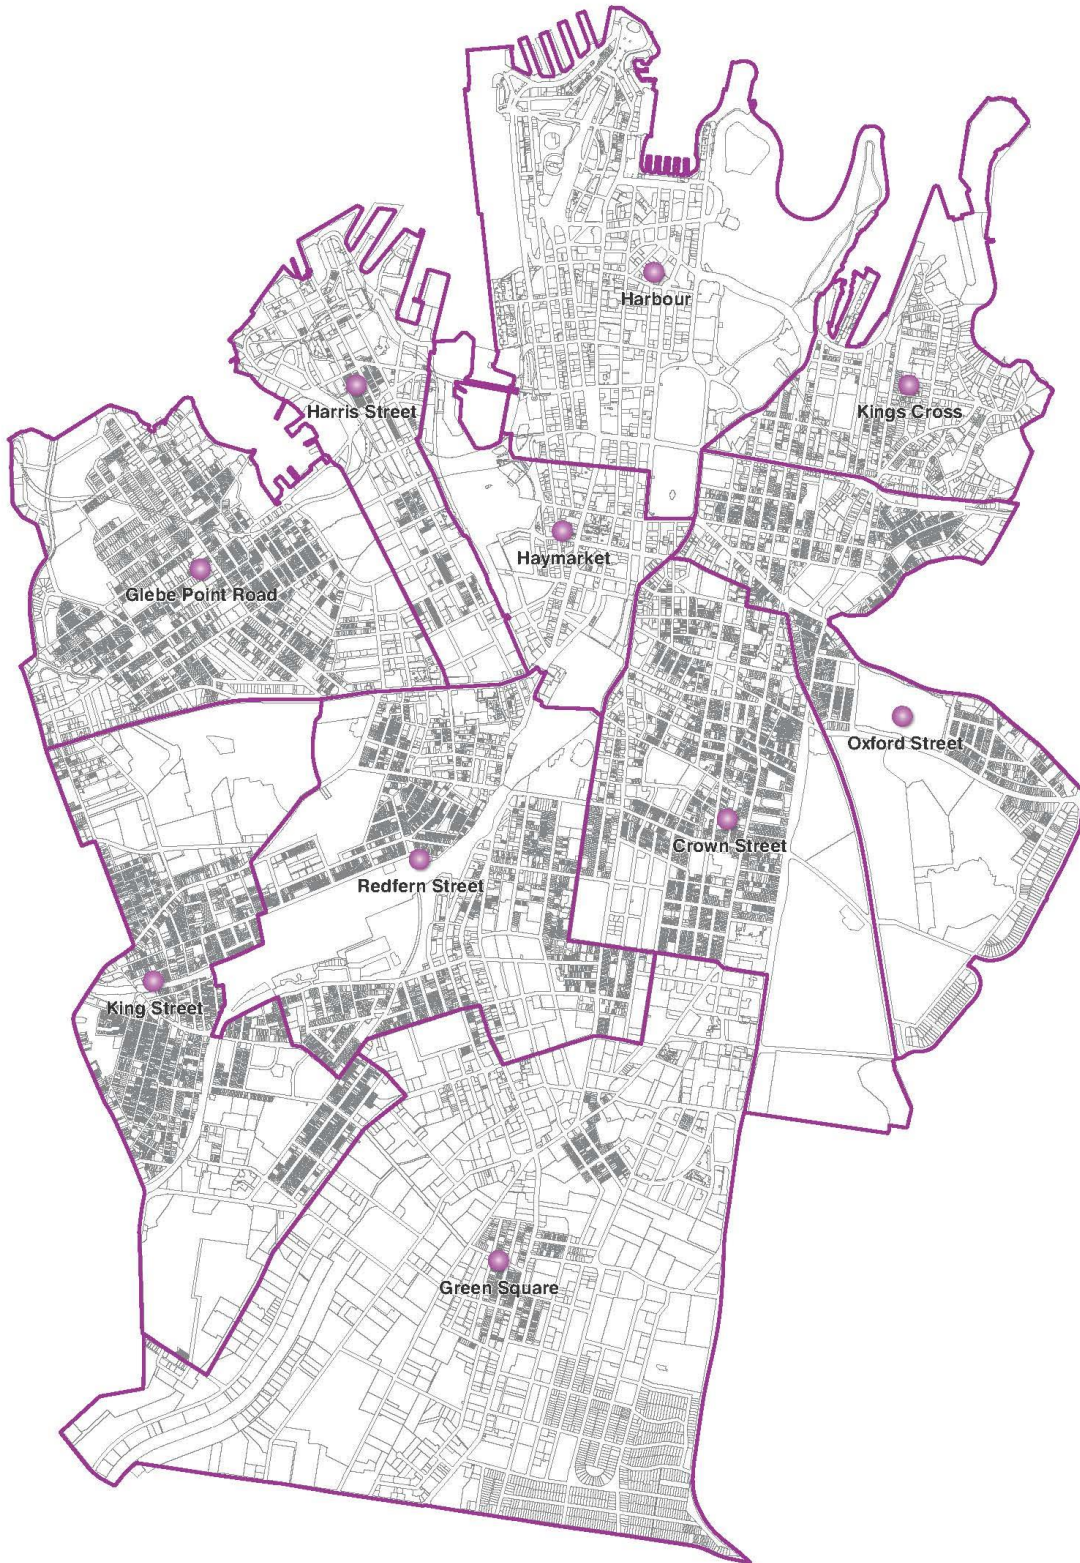 Harbour
Harris Street
Kings Cross
Haymarket
Glebe Point Road
Oxford Street
Crown Street
Redfern Street
King Street
Green Square